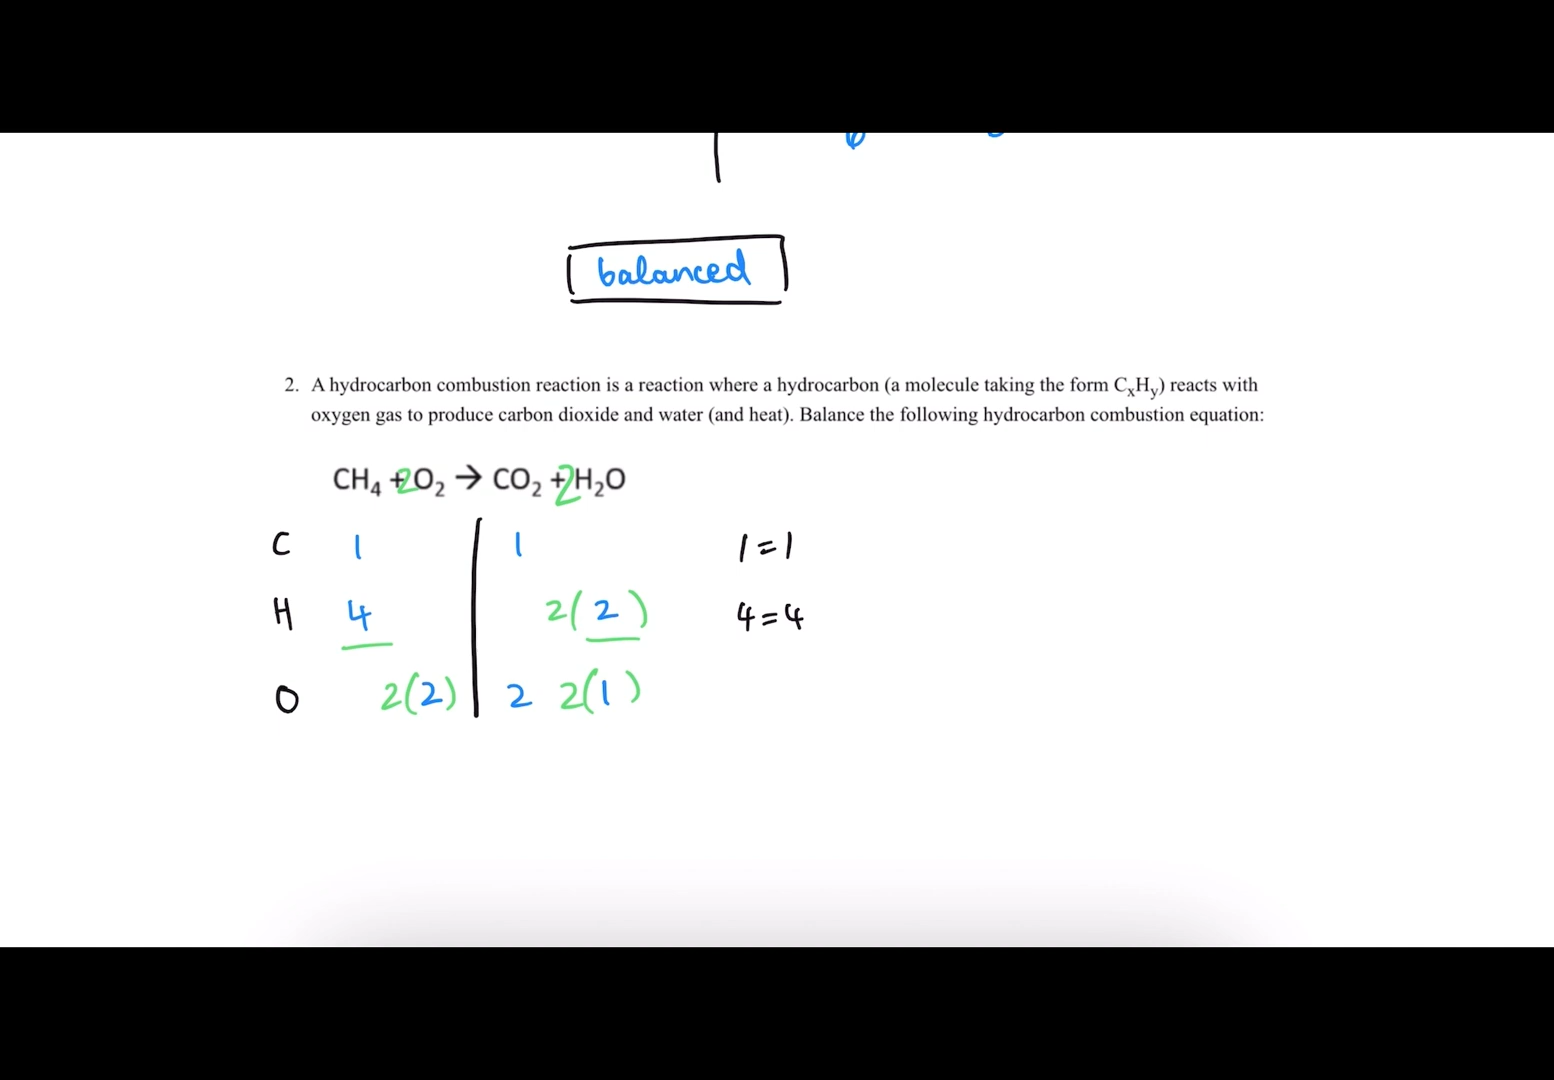 balanced
2. A hydrocarbon combustion reaction is a reaction where a hydrocarbon (a molecule taking the form CₓHᵧ) reacts with
oxygen gas to produce carbon dioxide and water (and heat). Balance the following hydrocarbon combustion equation:
CH₄ + 2O₂ → CO₂ + 2H₂O
C 1 | 1 1=1
H 4 | 2(2) 4=4
O 2(2) | 2 2(1)